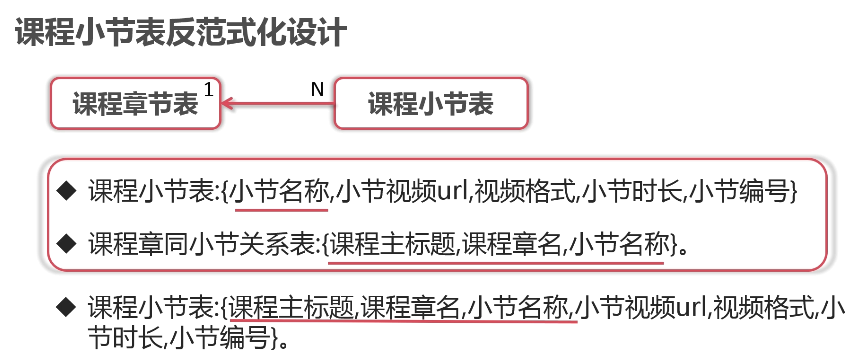 课程小节表反范式化设计
课程章节表 1 N 课程小节表
◆ 课程小节表:{小节名称,小节视频url,视频格式,小节时长,小节编号}
◆ 课程章同小节关系表:{课程主标题,课程章名,小节名称}。
◆ 课程小节表:{课程主标题,课程章名,小节名称,小节视频url,视频格式,小
节时长,小节编号}。